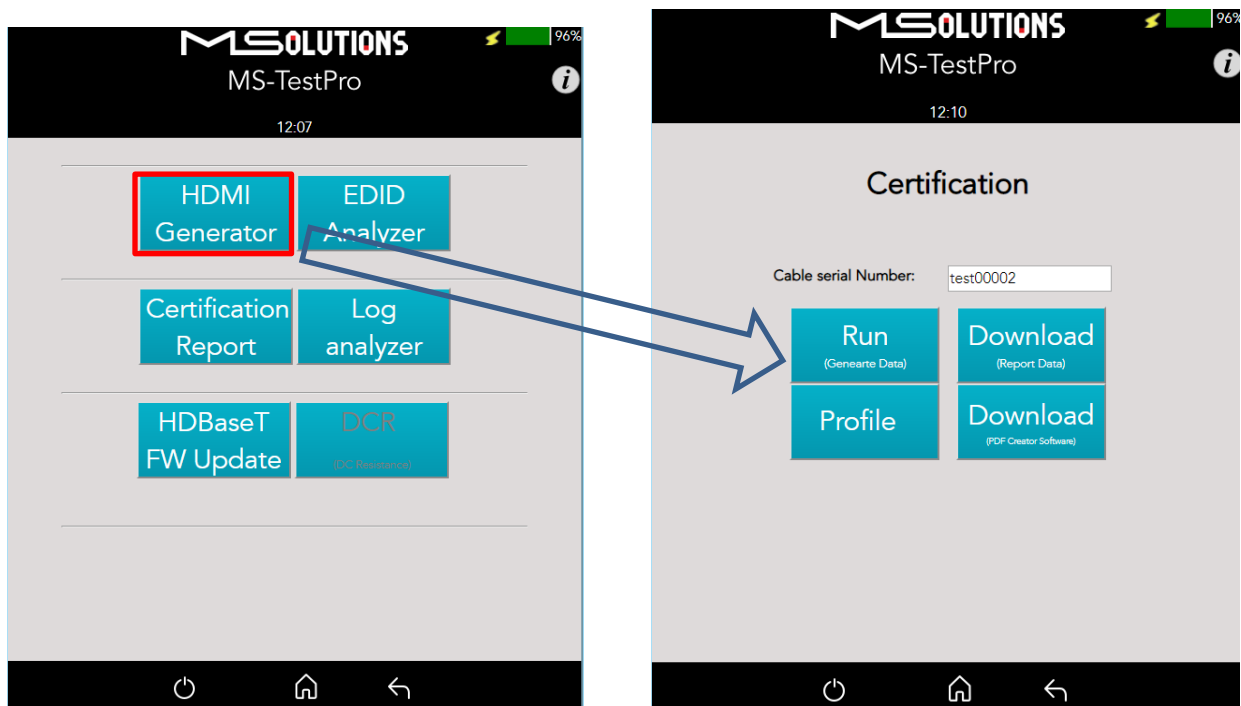 MSOLUTIONS
96%
MS-TestPro
i
12:07
HDMI
Generator
EDID
Analyzer
Certification
Report
Log
analyzer
HDBaseT
FW Update
DCR
(DC Resistance)
MSOLUTIONS
96%
MS-TestPro
i
12:10
Certification
Cable serial Number:
test00002
Run
(Genearte Data)
Download
(Report Data)
Profile
Download
(PDF Creator Software)